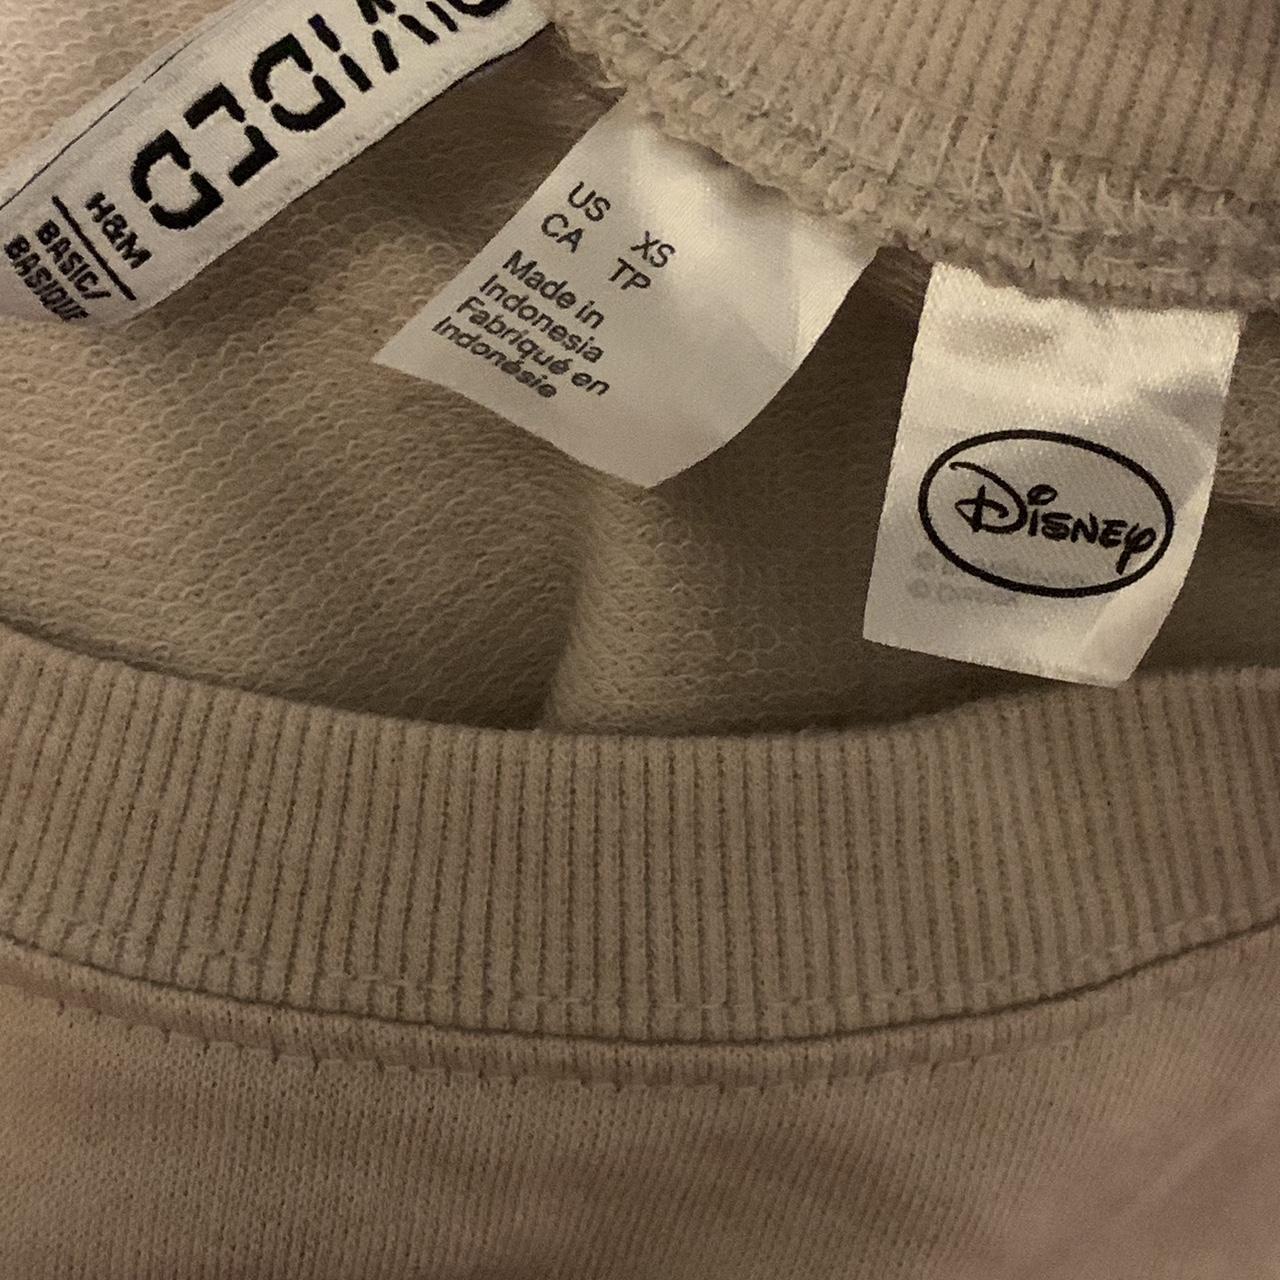 DIVIDED
H&M
BASIC/
BASIQUE
US XS
CA TP
Made in
Indonesia
Fabriqué en
Indonésie
Disney